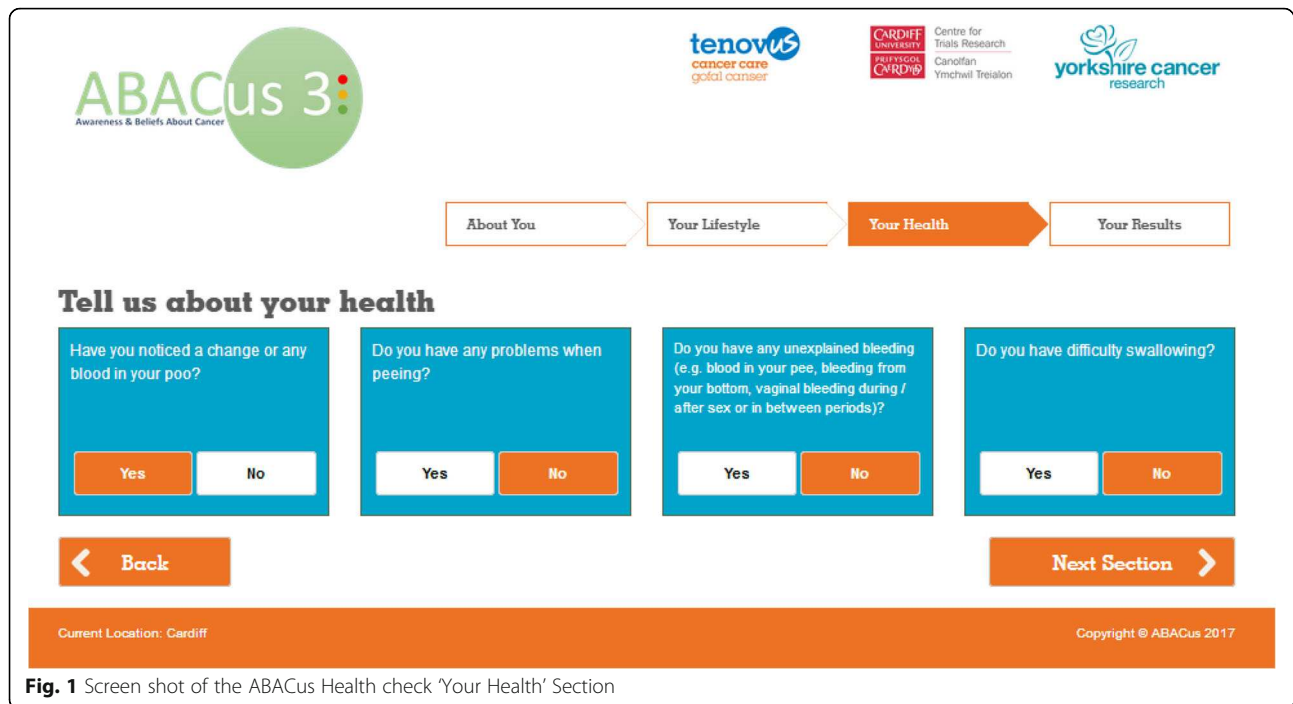 ABACus 3
Awareness & Beliefs About Cancer
tenovus
cancer care
gofal canser
CARDIFF
UNIVERSITY
PRIFYSGOL
CAERDYDD
Centre for
Trials Research
Canolfan
Ymchwil Treialon
yorkshire cancer
research
About You
Your Lifestyle
Your Health
Your Results
Tell us about your health
Have you noticed a change or any
blood in your poo?
Yes
No
Do you have any problems when
peeing?
Yes
No
Do you have any unexplained bleeding
(e.g. blood in your pee, bleeding from
your bottom, vaginal bleeding during /
after sex or in between periods)?
Yes
No
Do you have difficulty swallowing?
Yes
No
Back
Next Section
Current Location: Cardiff
Copyright © ABACus 2017
Fig. 1 Screen shot of the ABACus Health check ‘Your Health’ Section